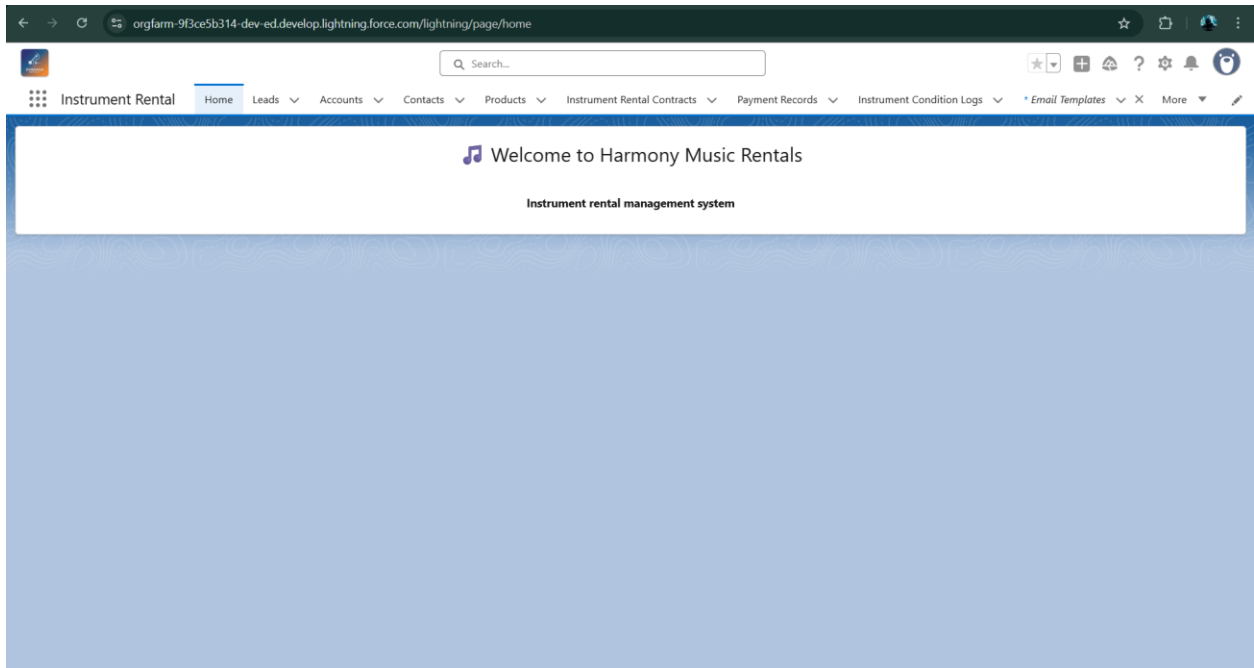 orgfarm-9f3ce5b314-dev-ed.develop.lightning.force.com/lightning/page/home
Search...
Instrument Rental Home Leads Accounts Contacts Products Instrument Rental Contracts Payment Records Instrument Condition Logs * Email Templates More
Welcome to Harmony Music Rentals
Instrument rental management system